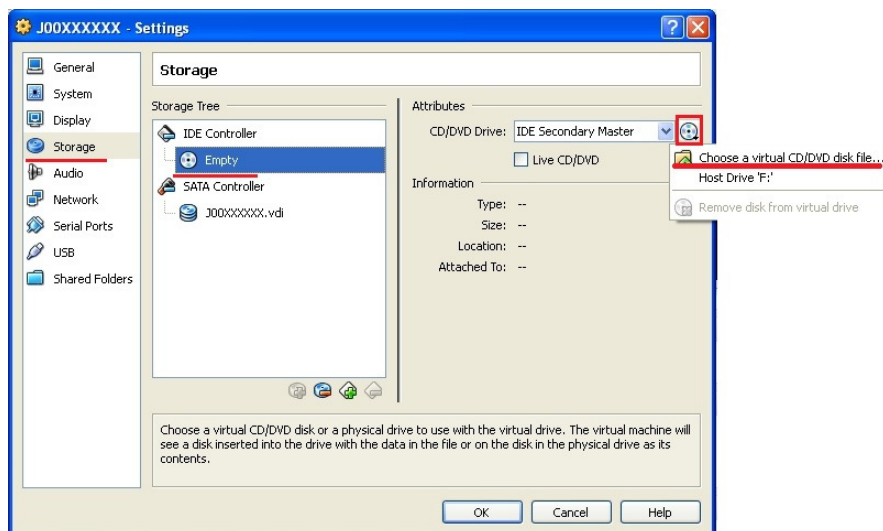 J00XXXXXX - Settings
General
System
Display
Storage
Audio
Network
Serial Ports
USB
Shared Folders
Storage
Storage Tree
IDE Controller
Empty
SATA Controller
J00XXXXXX.vdi
Attributes
CD/DVD Drive: IDE Secondary Master
Live CD/DVD
Information
Type: --
Size: --
Location: --
Attached To: --
Choose a virtual CD/DVD disk file...
Host Drive 'F:'
Remove disk from virtual drive
Choose a virtual CD/DVD disk or a physical drive to use with the virtual drive. The virtual machine will
see a disk inserted into the drive with the data in the file or on the disk in the physical drive as its
contents.
OK
Cancel
Help